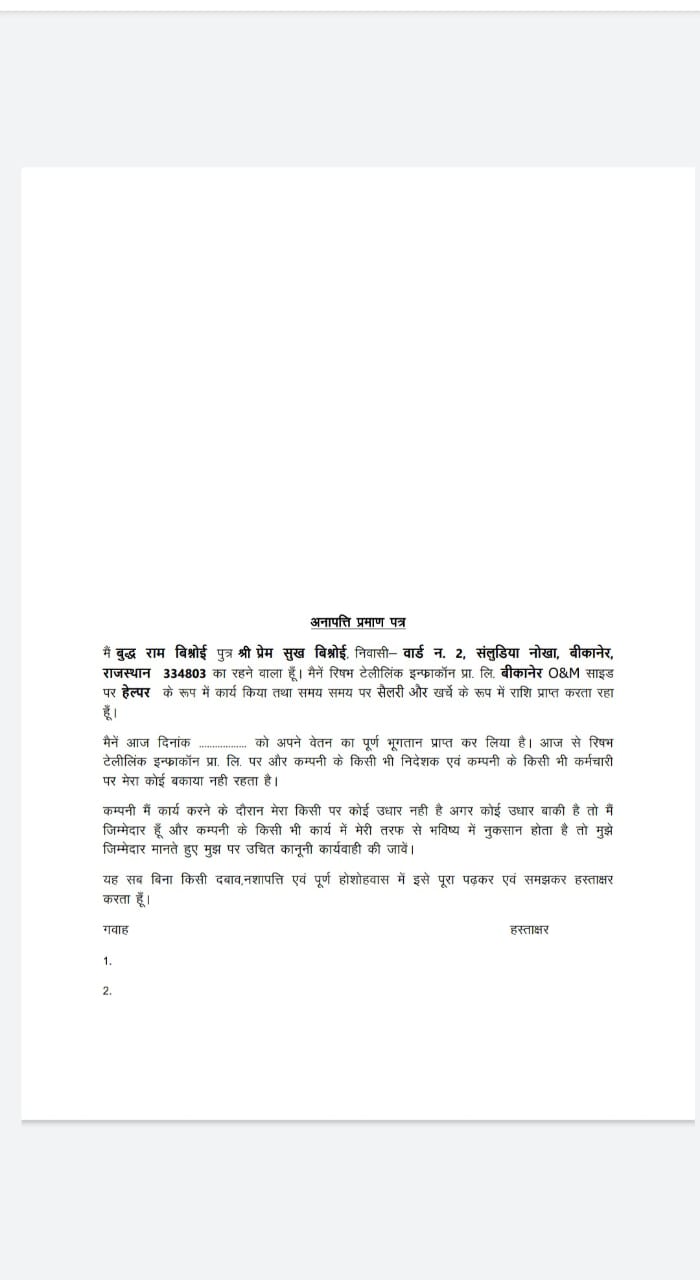 अनापत्ति प्रमाण पत्र
मैं बुद्ध राम बिश्नोई पुत्र श्री प्रेम सुख बिश्नोई, निवासी– वार्ड न. 2, संतुडिया नोखा, बीकानेर,
राजस्थान 334803 का रहने वाला हूँ। मैनें रिषभ टेलीलिंक इन्फ्राकॉन प्रा. लि. बीकानेर O&M साइड
पर हेल्पर के रूप में कार्य किया तथा समय समय पर सैलरी और खर्चे के रूप में राशि प्राप्त करता रहा
हूँ।
मैनें आज दिनांक .................. को अपने वेतन का पूर्ण भूगतान प्राप्त कर लिया है। आज से रिषभ
टेलीलिंक इन्फ्राकॉन प्रा. लि. पर और कम्पनी के किसी भी निदेशक एवं कम्पनी के किसी भी कर्मचारी
पर मेरा कोई बकाया नही रहता है।
कम्पनी मैं कार्य करने के दौरान मेरा किसी पर कोई उधार नही है अगर कोई उधार बाकी है तो मैं
जिम्मेदार हूँ और कम्पनी के किसी भी कार्य में मेरी तरफ से भविष्य में नुकसान होता है तो मुझे
जिम्मेदार मानते हुए मुझ पर उचित कानूनी कार्यवाही की जावें।
यह सब बिना किसी दबाव,नशापत्ति एवं पूर्ण होशोहवास में इसे पूरा पढ़कर एवं समझकर हस्ताक्षर
करता हूँ।
गवाह हस्ताक्षर
1.
2.